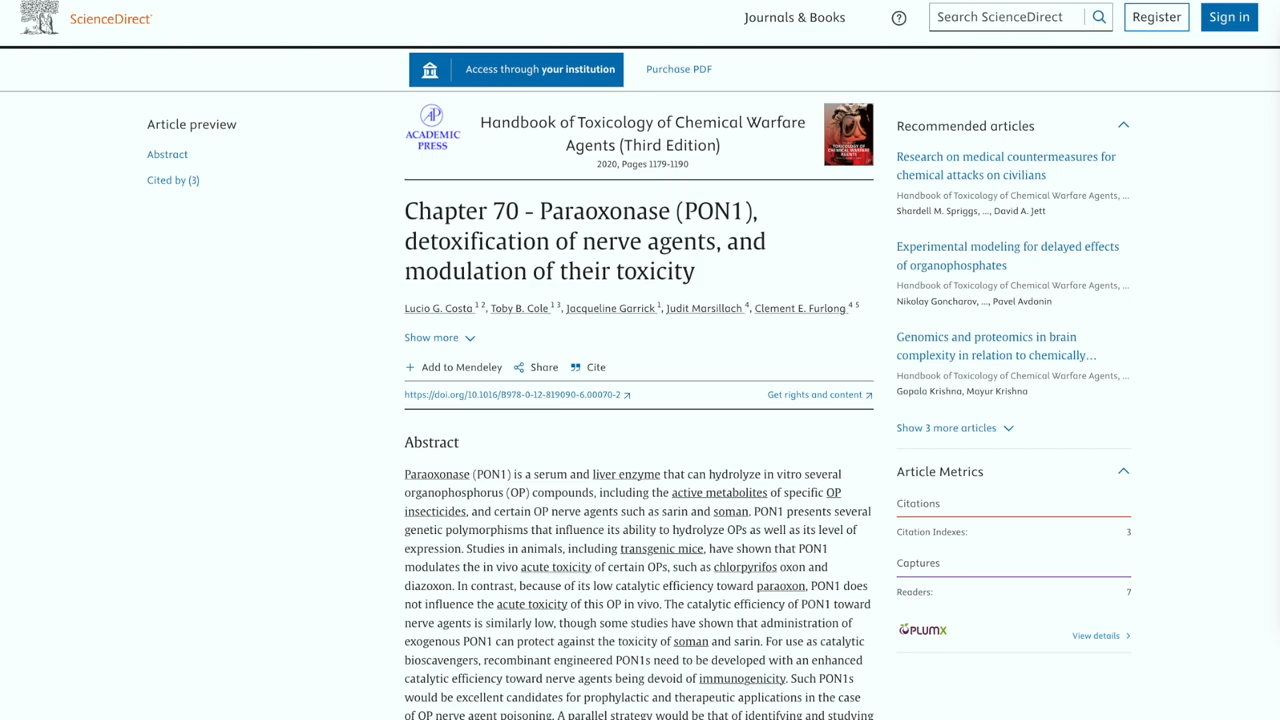 ScienceDirect
Journals & Books
Search ScienceDirect
Register
Sign in
Access through your institution
Purchase PDF
Article preview
Abstract
Cited by (3)
AP
ACADEMIC
PRESS
Handbook of Toxicology of Chemical Warfare
Agents (Third Edition)
2020, Pages 1179-1190
Chapter 70 - Paraoxonase (PON1),
detoxification of nerve agents, and
modulation of their toxicity
Lucio G. Costa 1 2, Toby B. Cole 1 3, Jacqueline Garrick 1, Judit Marsillach 4, Clement E. Furlong 4 5
Show more
+ Add to Mendeley Share Cite
https://doi.org/10.1016/B978-0-12-819090-6.00070-2
Get rights and content
Abstract
Paraoxonase (PON1) is a serum and liver enzyme that can hydrolyze in vitro several
organophosphorus (OP) compounds, including the active metabolites of specific OP
insecticides, and certain OP nerve agents such as sarin and soman. PON1 presents several
genetic polymorphisms that influence its ability to hydrolyze OPs as well as its level of
expression. Studies in animals, including transgenic mice, have shown that PON1
modulates the in vivo acute toxicity of certain OPs, such as chlorpyrifos oxon and
diazoxon. In contrast, because of its low catalytic efficiency toward paraoxon, PON1 does
not influence the acute toxicity of this OP in vivo. The catalytic efficiency of PON1 toward
nerve agents is similarly low, though some studies have shown that administration of
exogenous PON1 can protect against the toxicity of soman and sarin. For use as catalytic
bioscavengers, recombinant engineered PON1s need to be developed with an enhanced
catalytic efficiency toward nerve agents being devoid of immunogenicity. Such PON1s
would be excellent candidates for prophylactic and therapeutic applications in the case
of OP nerve agent poisoning. A parallel strategy would be that of identifying and studying
Recommended articles
Research on medical countermeasures for
chemical attacks on civilians
Handbook of Toxicology of Chemical Warfare Agents, ...
Shardell M. Spriggs, ..., David A. Jett
Experimental modeling for delayed effects
of organophosphates
Handbook of Toxicology of Chemical Warfare Agents, ...
Nikolay Goncharov, ..., Pavel Avdonin
Genomics and proteomics in brain
complexity in relation to chemically…
Handbook of Toxicology of Chemical Warfare Agents, ...
Gopala Krishna, Mayur Krishna
Show 3 more articles
Article Metrics
Citations
Citation Indexes: 3
Captures
Readers: 7
PLUMX
View details